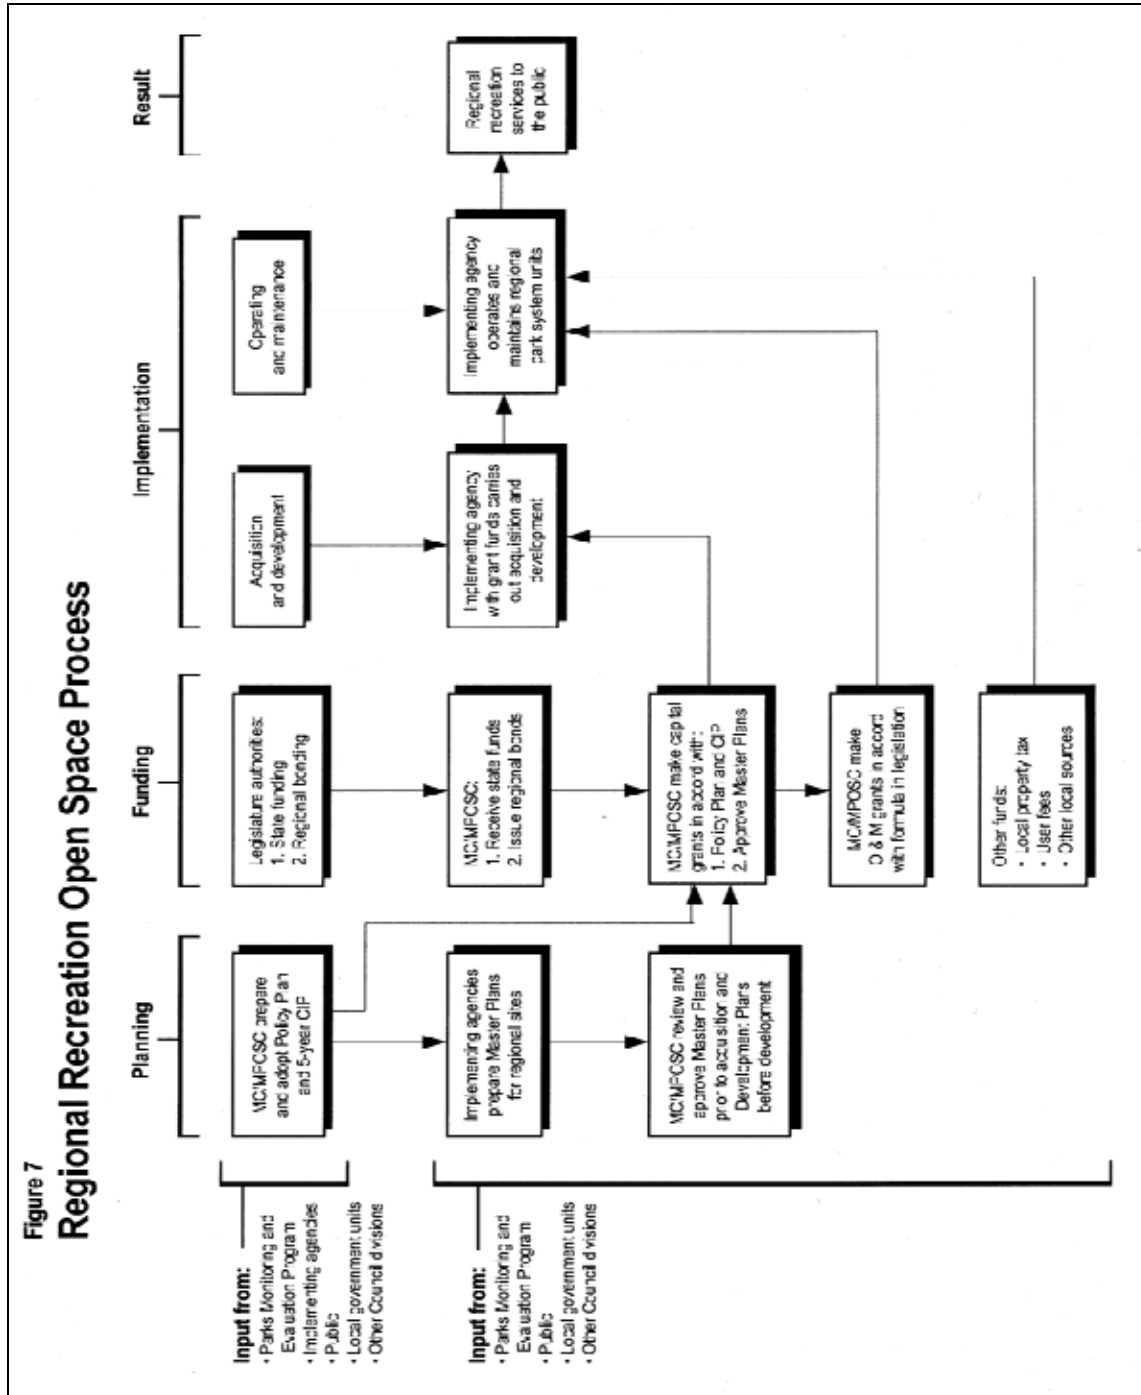 Figure 7
Regional Recreation Open Space Process
Planning
Funding
Implementation
Result
Input from:
• Parks Monitoring and
Evaluation Program
• Implementing agencies
• Public
• Local government units
• Other Council divisions
MC/MPOSC prepare
and adopt Policy Plan
and 5-year CIP
Legislature authorities:
1. State funding
2. Regional bonding
Acquisition
and development
Operating
and maintenance
Input from:
• Parks Monitoring and
Evaluation Program
• Public
• Local government units
• Other Council divisions
Implementing agencies
prepare Master Plans
for regional sites
MC/MPOSC:
1. Receive state funds
2. Issue regional bonds
Implementing agency
with grant funds carries
out acquisition and
development
Implementing agency
operates and
maintains regional
park system units
Regional
recreation
services to
the public
MC/MPOSC review and
approve Master Plans
prior to acquisition and
Development Plans
before development
MC/MPOSC make capital
grants in accord with:
1. Policy Plan and CIP
2. Approve Master Plans
MC/MPOSC make
O & M grants in accord
with formula in legislation
Other funds:
• Local property tax
• User fees
• Other local sources